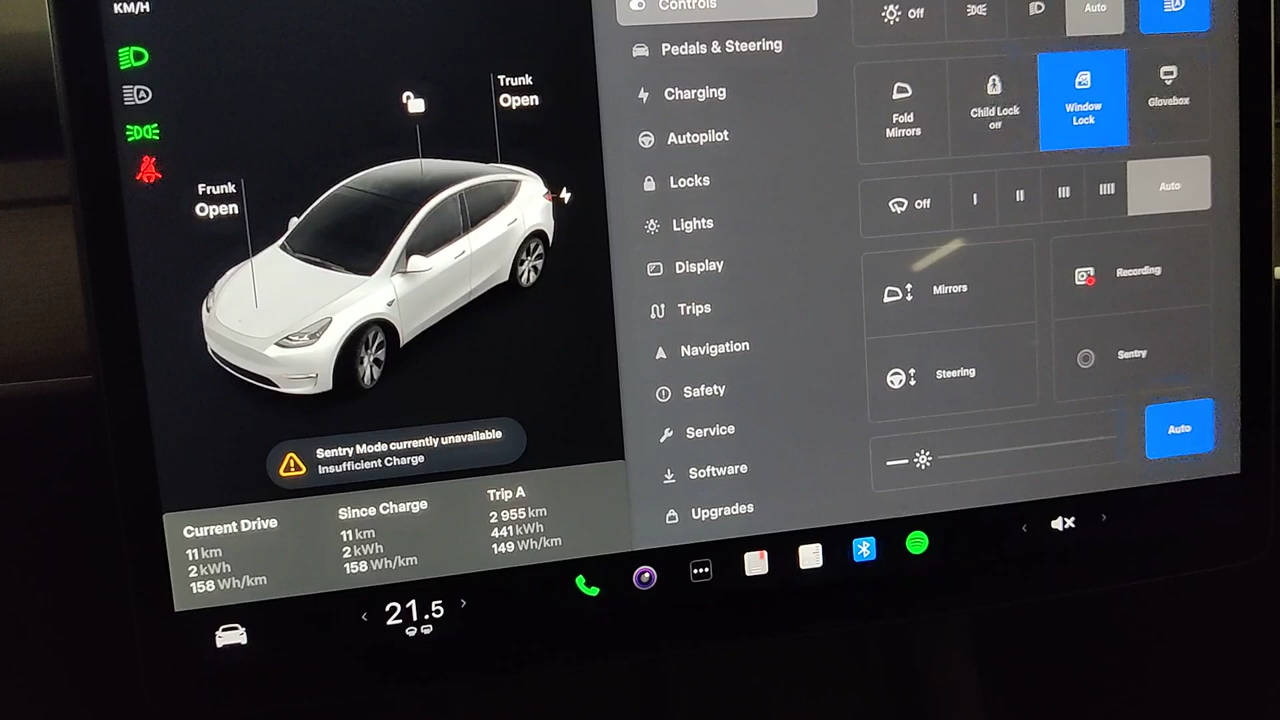 KM/H
Trunk
Open
Frunk
Open
Sentry Mode currently unavailable
Insufficient Charge
Current Drive
11 km
2 kWh
158 Wh/km
Since Charge
11 km
2 kWh
158 Wh/km
Trip A
2 955 km
441 kWh
149 Wh/km
21.5
Controls
Pedals & Steering
Charging
Autopilot
Locks
Lights
Display
Trips
Navigation
Safety
Service
Software
Upgrades
Off
Auto
Fold
Mirrors
Child Lock
off
Window
Lock
Glovebox
Off
Auto
Mirrors
Recording
Steering
Sentry
Auto